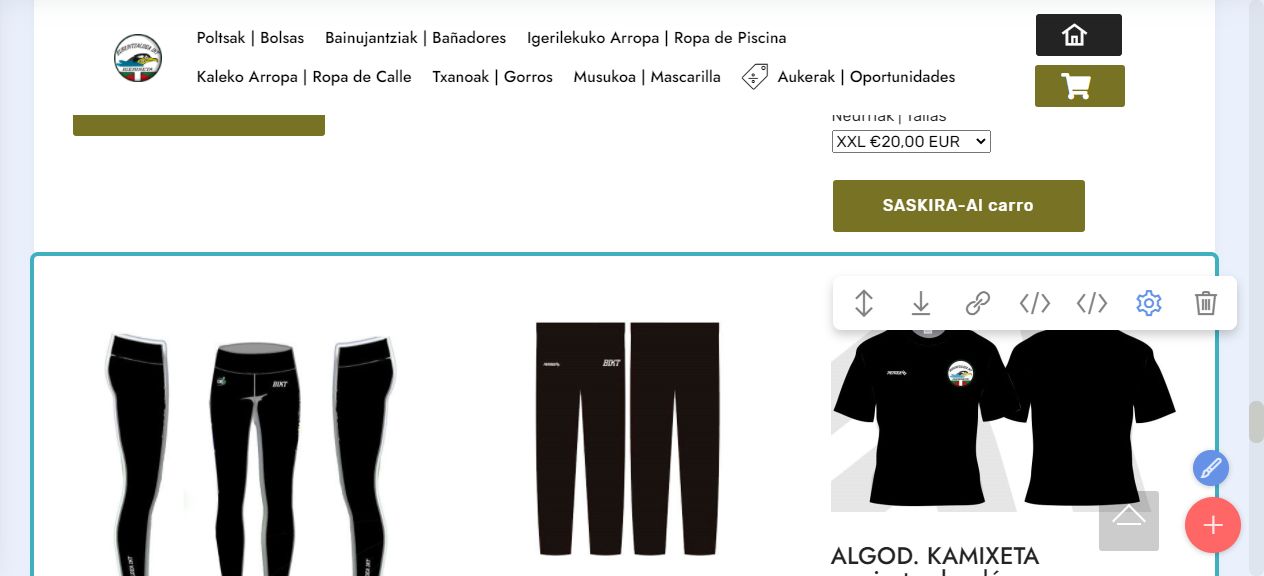 Poltsak | Bolsas
Bainujantziak | Bañadores
Igerilekuko Arropa | Ropa de Piscina
Kaleko Arropa | Ropa de Calle
Txanoak | Gorros
Musukoa | Mascarilla
Aukerak | Oportunidades
Neurriak | Tallas
XXL €20,00 EUR
SASKIRA-Al carro
BIKT
BIKT
ALGOD. KAMIXETA